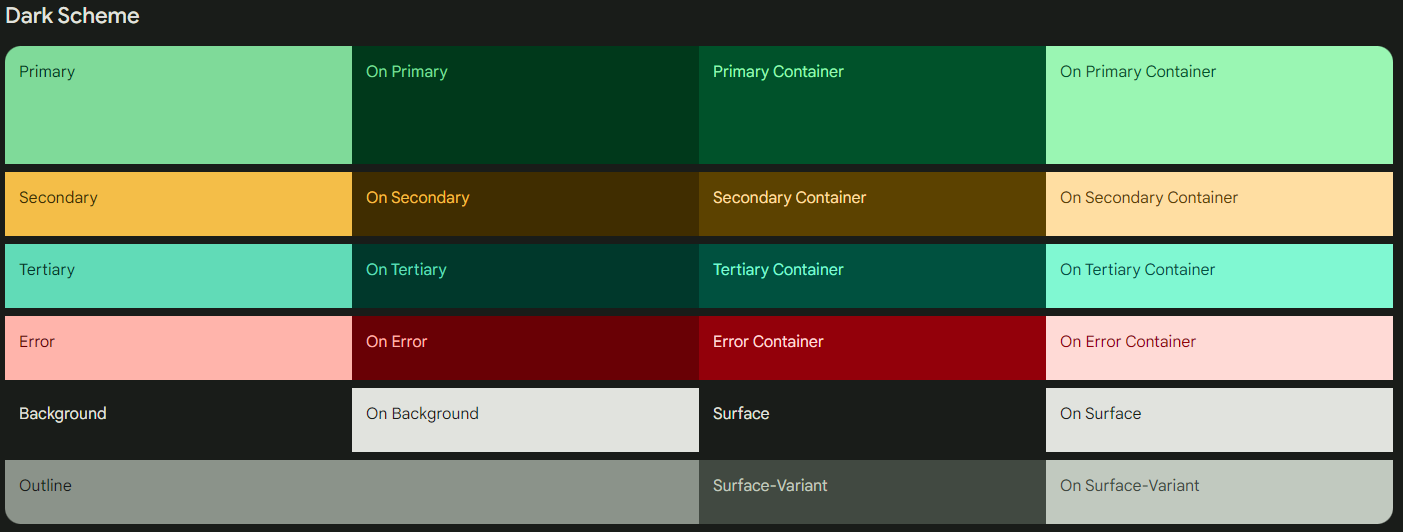 Dark Scheme
Primary
On Primary
Primary Container
On Primary Container
Secondary
On Secondary
Secondary Container
On Secondary Container
Tertiary
On Tertiary
Tertiary Container
On Tertiary Container
Error
On Error
Error Container
On Error Container
Background
On Background
Surface
On Surface
Outline
Surface-Variant
On Surface-Variant